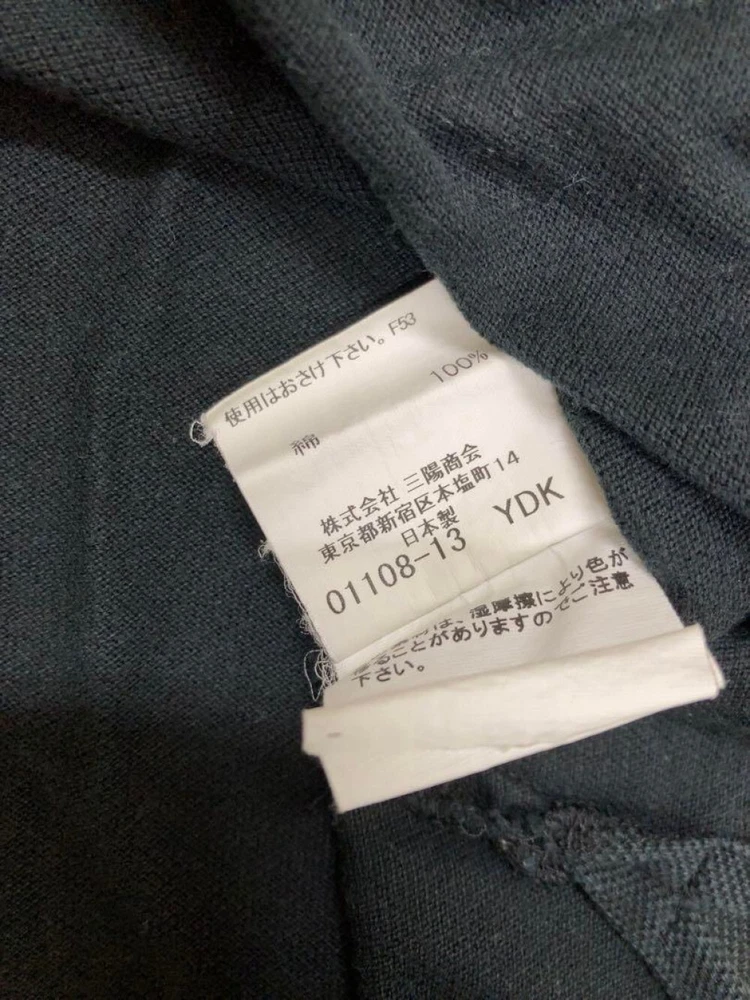 使用はおさけ下さい。F53
綿 100%
株式会社 三陽商会
東京都新宿区本塩町14
日本製
01108-13 YDK
は、湿摩擦により色が
ることがありますのでご注意
下さい。